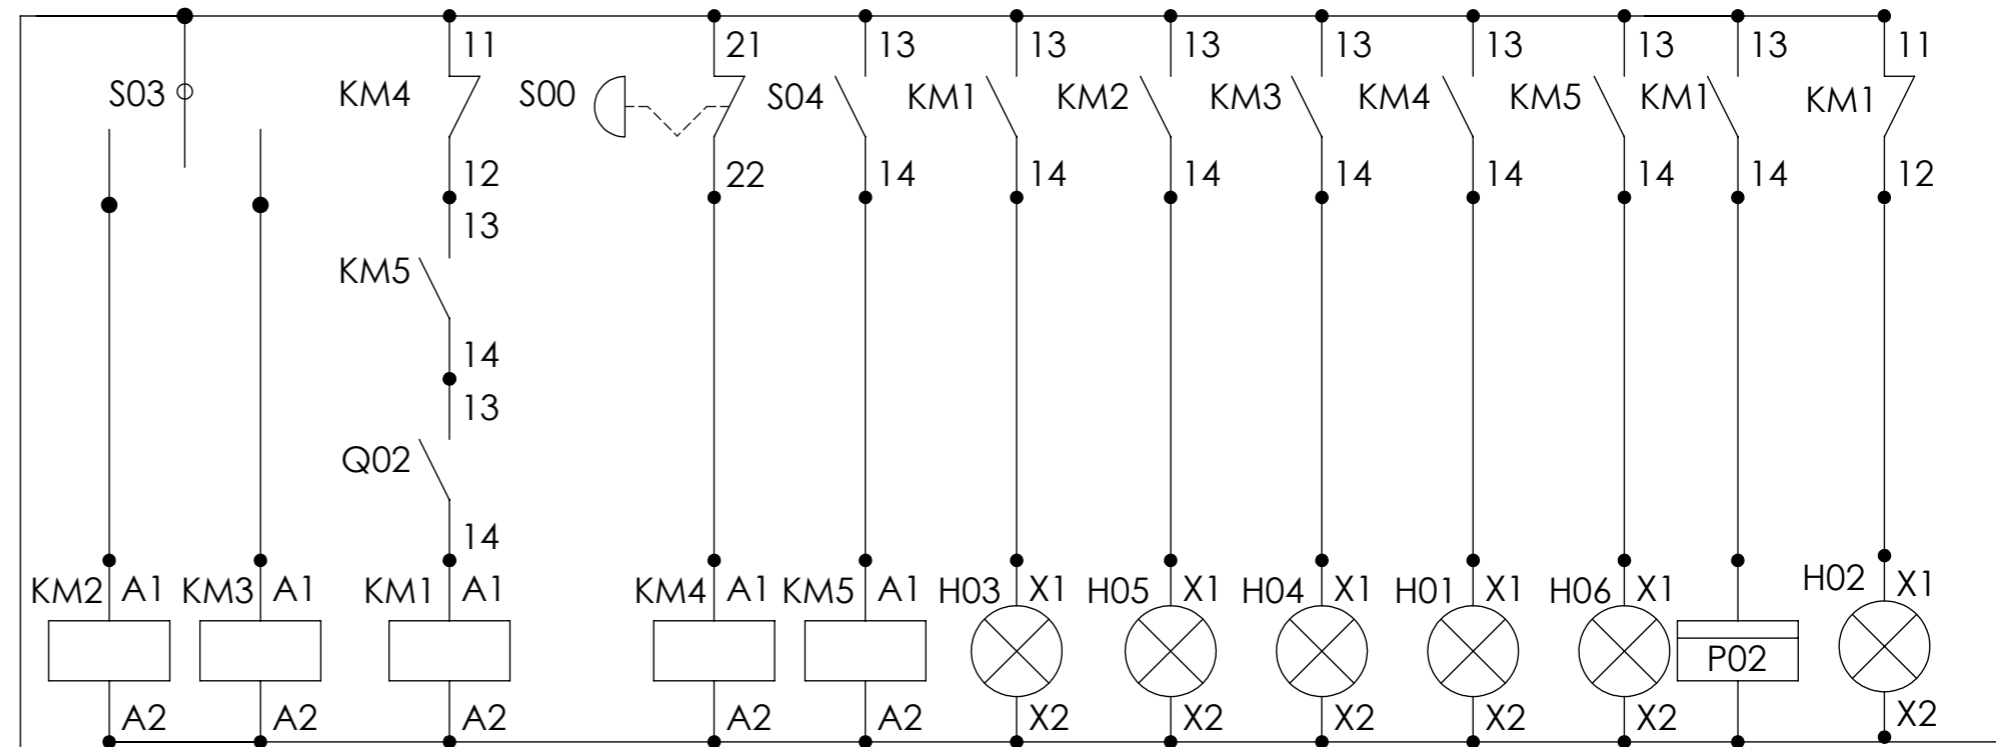 11 21 13 13 13 13 13 13 13 11
S03 KM4 S00 S04 KM1 KM2 KM3 KM4 KM5 KM1 KM1
12 22 14 14 14 14 14 14 14 12
13
KM5
14
13
Q02
14
KM2 A1 KM3 A1 KM1 A1 KM4 A1 KM5 A1 H03 X1 H05 X1 H04 X1 H01 X1 H06 X1 H02 X1
P02
A2 A2 A2 A2 A2 X2 X2 X2 X2 X2 X2